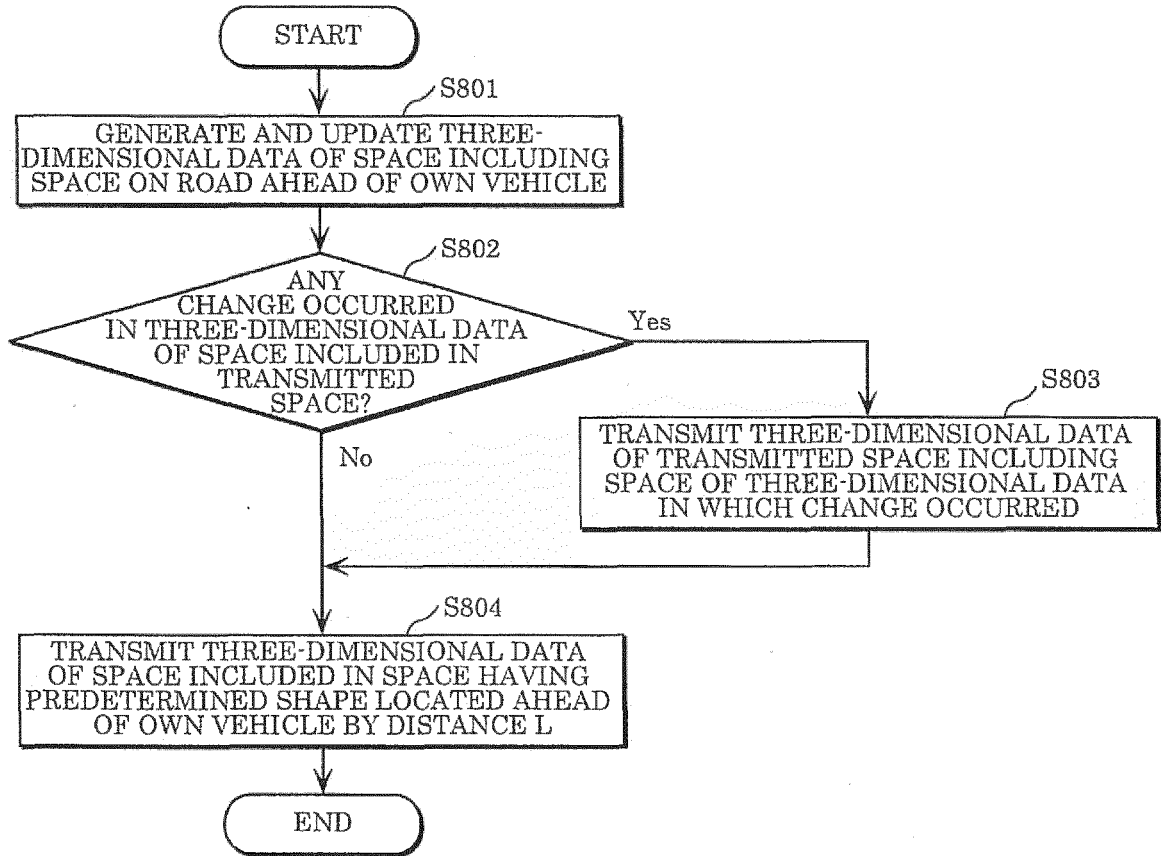 START
S801
GENERATE AND UPDATE THREE-
DIMENSIONAL DATA OF SPACE INCLUDING
SPACE ON ROAD AHEAD OF OWN VEHICLE
S802
ANY
CHANGE OCCURRED
IN THREE-DIMENSIONAL DATA
OF SPACE INCLUDED IN
TRANSMITTED
SPACE?
Yes
No
S803
TRANSMIT THREE-DIMENSIONAL DATA
OF TRANSMITTED SPACE INCLUDING
SPACE OF THREE-DIMENSIONAL DATA
IN WHICH CHANGE OCCURRED
S804
TRANSMIT THREE-DIMENSIONAL DATA
OF SPACE INCLUDED IN SPACE HAVING
PREDETERMINED SHAPE LOCATED AHEAD
OF OWN VEHICLE BY DISTANCE L
END